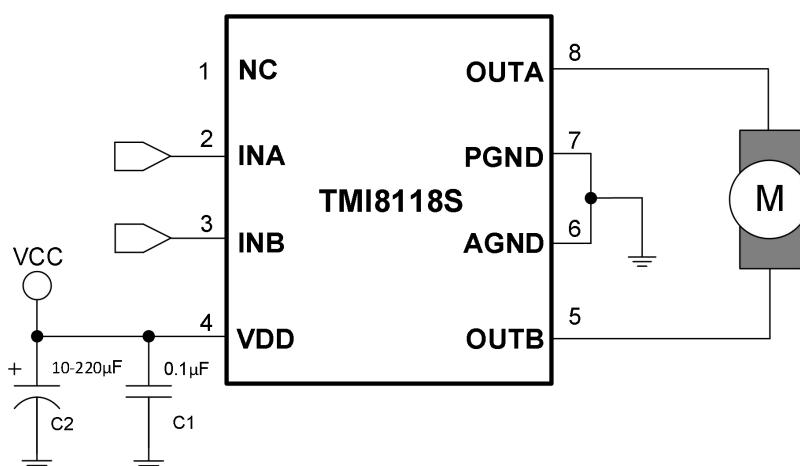 1 NC
OUTA 8
2 INA
PGND 7
TMI8118S
M
3 INB
AGND 6
VCC
4 VDD
OUTB 5
+ 10-220μF 0.1μF
C2 C1